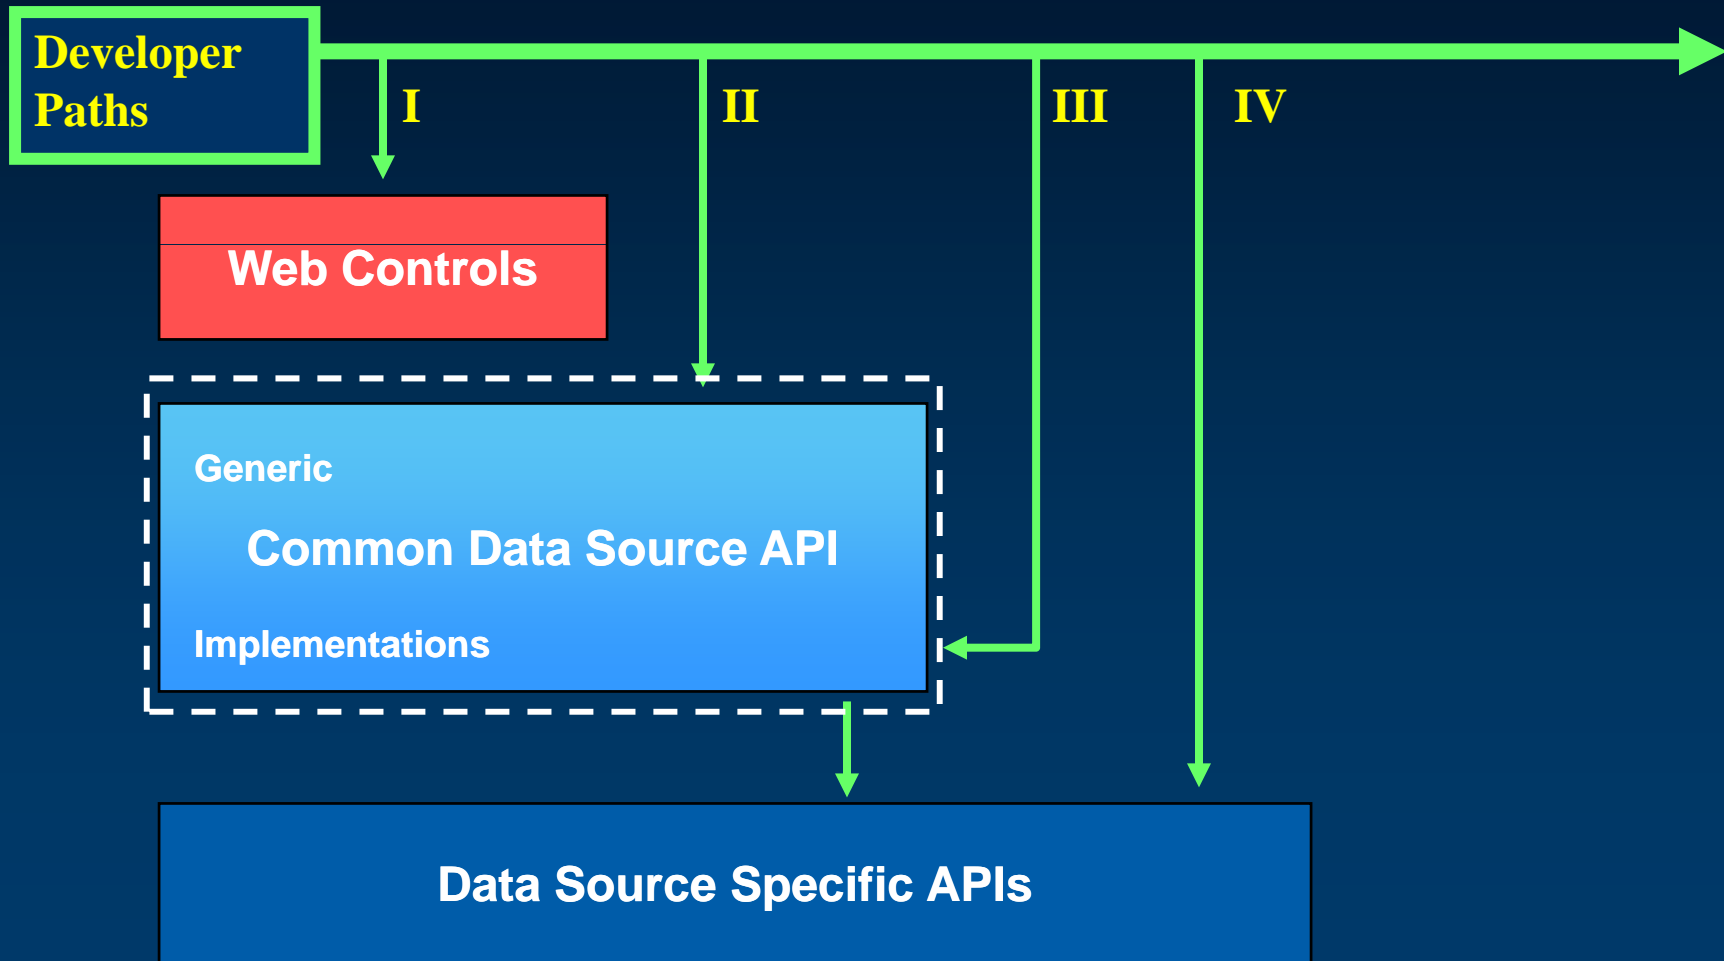 Developer
Paths
I
II
III
IV
Web Controls
Generic
Common Data Source API
Implementations
Data Source Specific APIs